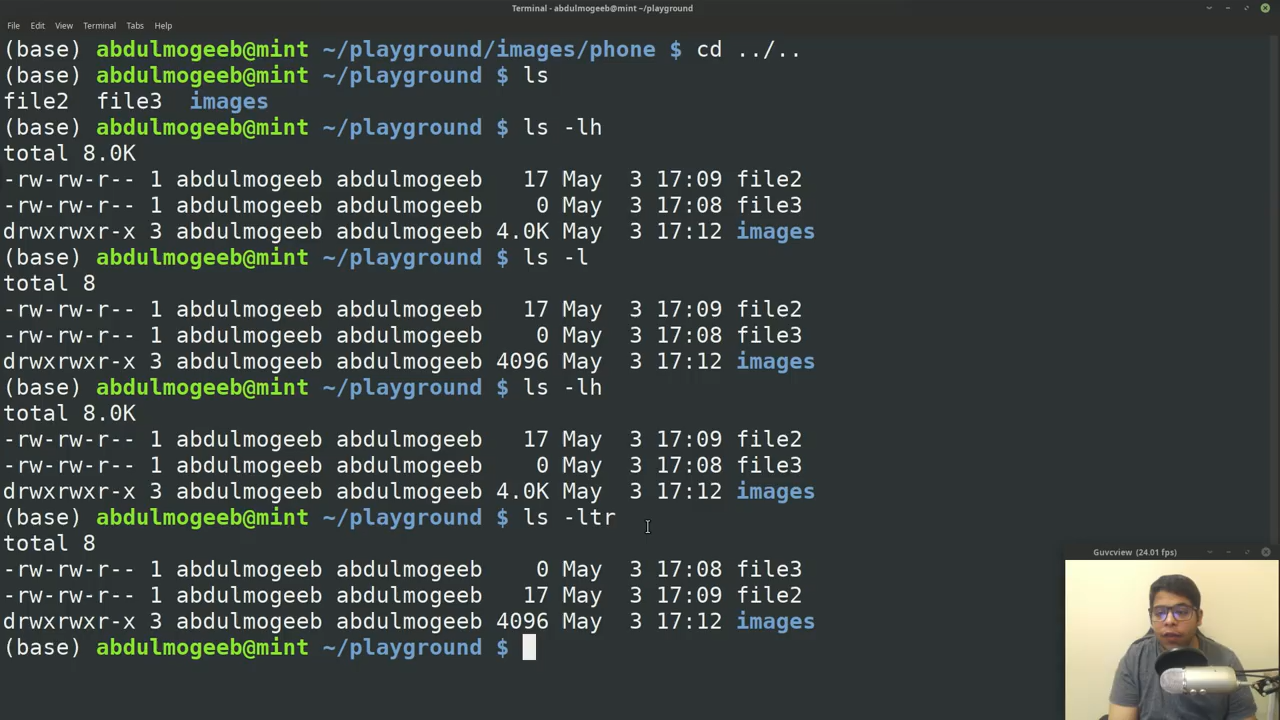 Terminal - abdulmogeeb@mint ~/playground
File Edit View Terminal Tabs Help
(base) abdulmogeeb@mint ~/playground/images/phone $ cd ../..
(base) abdulmogeeb@mint ~/playground $ ls
file2 file3 images
(base) abdulmogeeb@mint ~/playground $ ls -lh
total 8.0K
-rw-rw-r-- 1 abdulmogeeb abdulmogeeb 17 May 3 17:09 file2
-rw-rw-r-- 1 abdulmogeeb abdulmogeeb 0 May 3 17:08 file3
drwxrwxr-x 3 abdulmogeeb abdulmogeeb 4.0K May 3 17:12 images
(base) abdulmogeeb@mint ~/playground $ ls -l
total 8
-rw-rw-r-- 1 abdulmogeeb abdulmogeeb 17 May 3 17:09 file2
-rw-rw-r-- 1 abdulmogeeb abdulmogeeb 0 May 3 17:08 file3
drwxrwxr-x 3 abdulmogeeb abdulmogeeb 4096 May 3 17:12 images
(base) abdulmogeeb@mint ~/playground $ ls -lh
total 8.0K
-rw-rw-r-- 1 abdulmogeeb abdulmogeeb 17 May 3 17:09 file2
-rw-rw-r-- 1 abdulmogeeb abdulmogeeb 0 May 3 17:08 file3
drwxrwxr-x 3 abdulmogeeb abdulmogeeb 4.0K May 3 17:12 images
(base) abdulmogeeb@mint ~/playground $ ls -ltr
total 8
-rw-rw-r-- 1 abdulmogeeb abdulmogeeb 0 May 3 17:08 file3
-rw-rw-r-- 1 abdulmogeeb abdulmogeeb 17 May 3 17:09 file2
drwxrwxr-x 3 abdulmogeeb abdulmogeeb 4096 May 3 17:12 images
(base) abdulmogeeb@mint ~/playground $
Guvcview (24.01 fps)